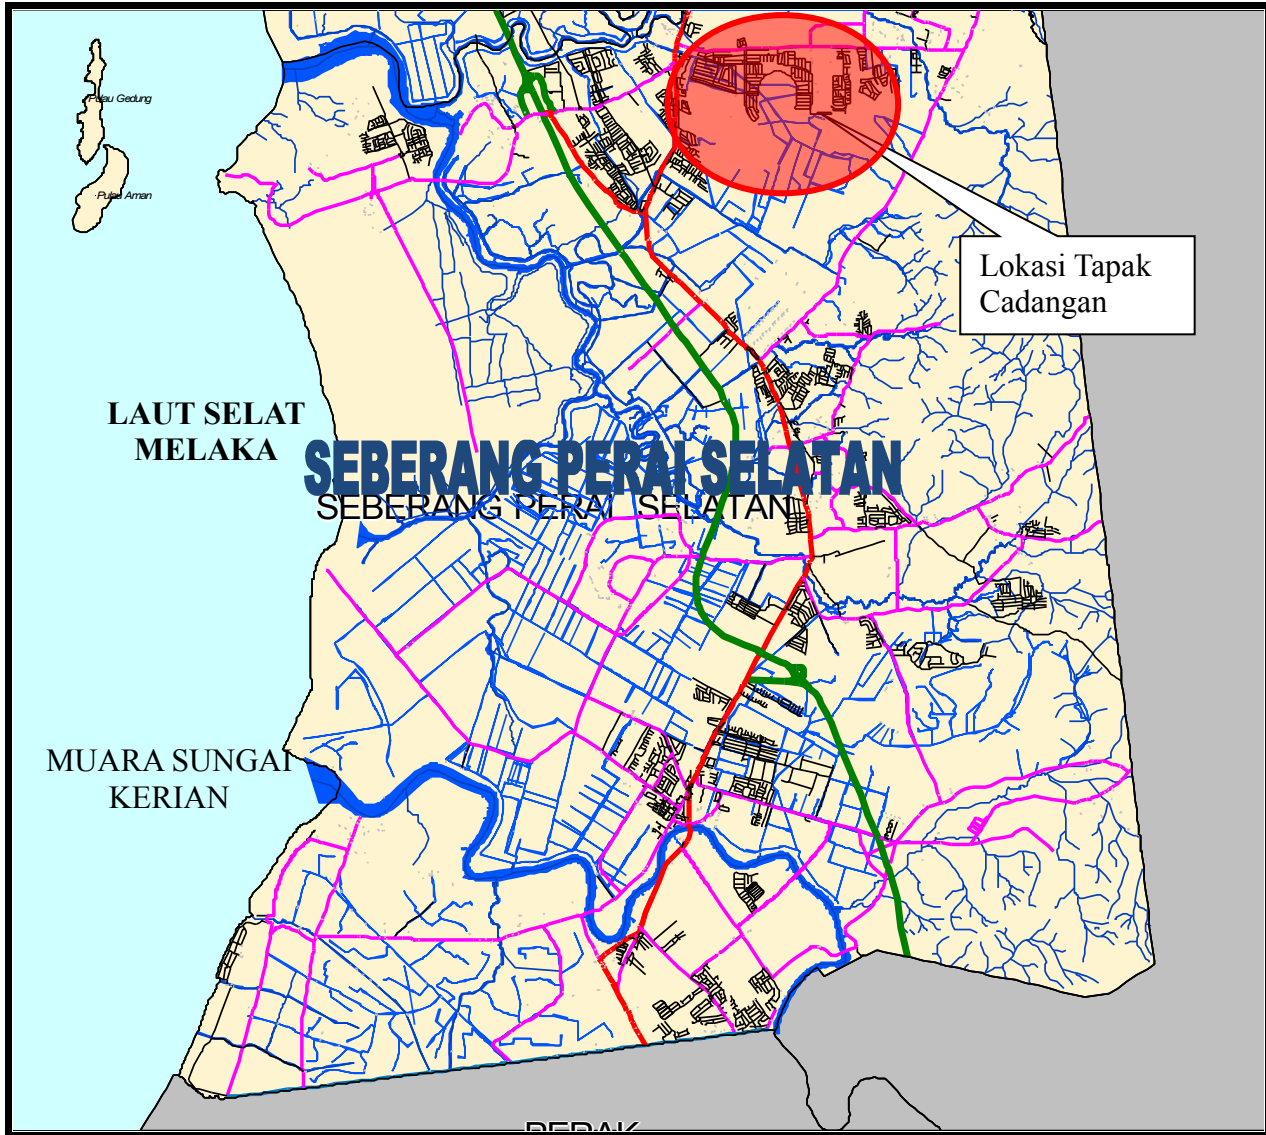 Pulau Gedung
Pulau Aman
Lokasi Tapak
Cadangan
LAUT SELAT
MELAKA
SEBERANG PERAI SELATAN
SEBERANG PERAI SELATAN
MUARA SUNGAI
KERIAN
PERAK